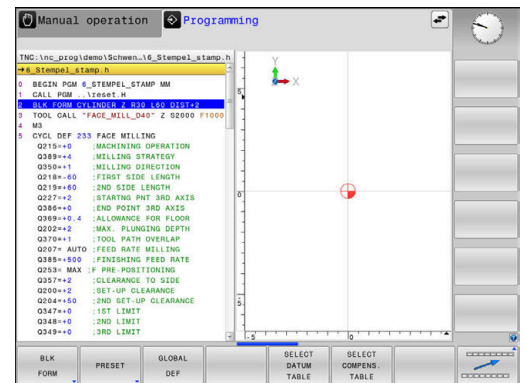 Manual operation
Programming
TNC:\nc_prog\demo\Schwen…\6_Stempel_stamp.h
→6_Stempel_stamp.h
0 BEGIN PGM 6_STEMPEL_STAMP MM
1 CALL PGM ..\reset.H
2 BLK FORM CYLINDER Z R30 L60 DIST+2
3 TOOL CALL "FACE_MILL_D40" Z S2000 F1000
4 M3
5 CYCL DEF 233 FACE MILLING
Q215=+0 ;MACHINING OPERATION
Q389=+4 ;MILLING STRATEGY
Q350=+1 ;MILLING DIRECTION
Q218=-60 ;FIRST SIDE LENGTH
Q219=+60 ;2ND SIDE LENGTH
Q227=+2 ;STARTNG PNT 3RD AXIS
Q386=+0 ;END POINT 3RD AXIS
Q369=+0.4 ;ALLOWANCE FOR FLOOR
Q202=+2 ;MAX. PLUNGING DEPTH
Q370=+1 ;TOOL PATH OVERLAP
Q207= AUTO ;FEED RATE MILLING
Q385=+500 ;FINISHING FEED RATE
Q253= MAX ;F PRE-POSITIONING
Q357=+2 ;CLEARANCE TO SIDE
Q200=+2 ;SET-UP CLEARANCE
Q204=+50 ;2ND SET-UP CLEARANCE
Q347=+0 ;1ST LIMIT
Q348=+0 ;2ND LIMIT
Q349=+0 ;3RD LIMIT
Y
X
5
0
5
-5
0
BLK FORM
PRESET
GLOBAL DEF
SELECT DATUM TABLE
SELECT COMPENS. TABLE